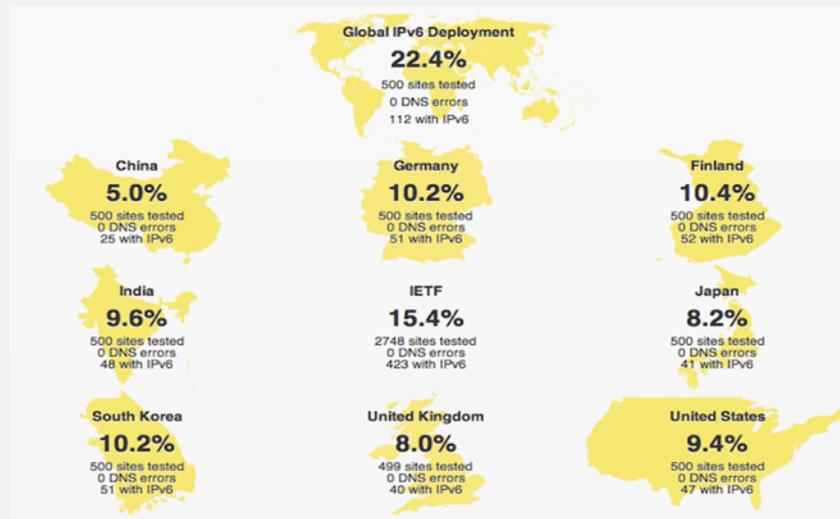 Global IPv6 Deployment
22.4%
500 sites tested
0 DNS errors
112 with IPv6
China
5.0%
500 sites tested
0 DNS errors
25 with IPv6
Germany
10.2%
500 sites tested
0 DNS errors
51 with IPv6
Finland
10.4%
500 sites tested
0 DNS errors
52 with IPv6
India
9.6%
500 sites tested
0 DNS errors
48 with IPv6
IETF
15.4%
2748 sites tested
0 DNS errors
423 with IPv6
Japan
8.2%
500 sites tested
0 DNS errors
41 with IPv6
South Korea
10.2%
500 sites tested
0 DNS errors
51 with IPv6
United Kingdom
8.0%
499 sites tested
0 DNS errors
40 with IPv6
United States
9.4%
500 sites tested
0 DNS errors
47 with IPv6